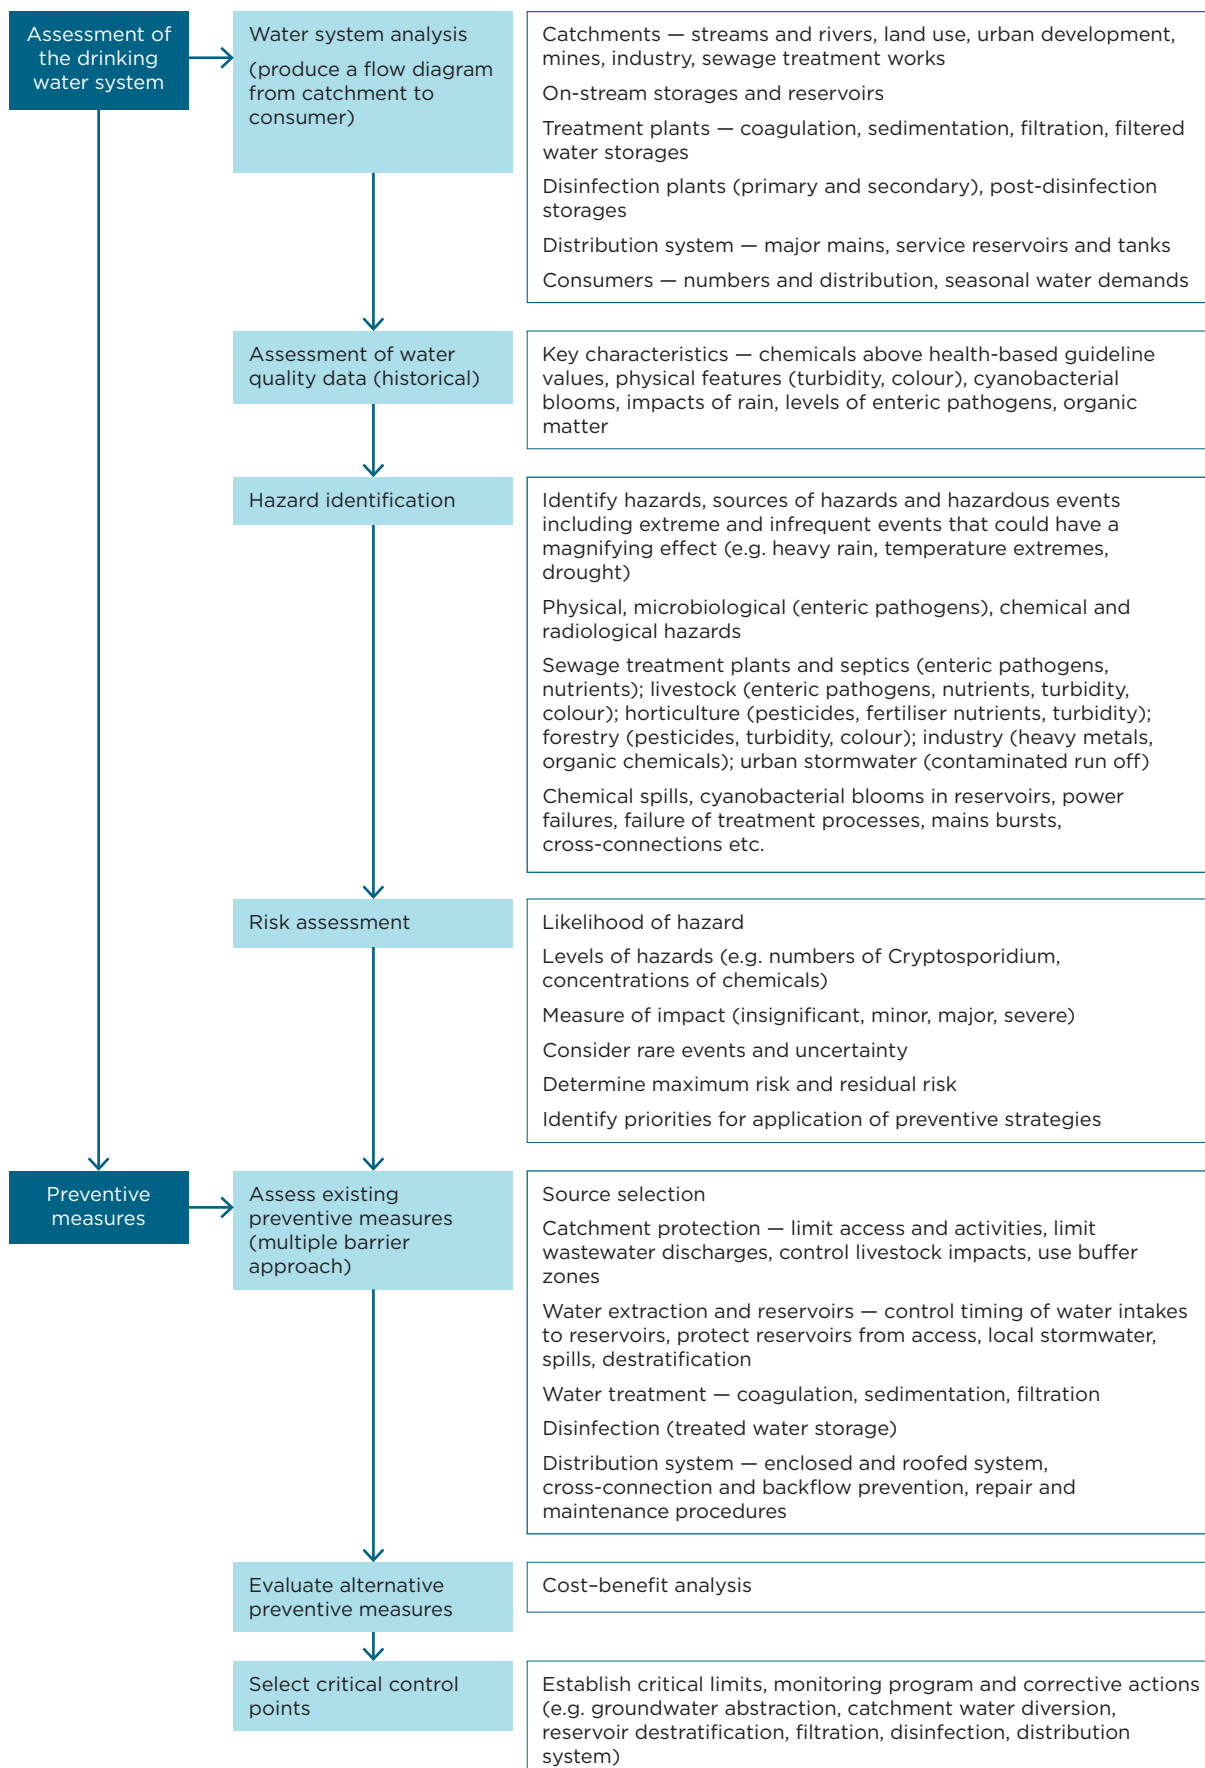 Assessment of
the drinking
water system
Water system analysis
(produce a flow diagram
from catchment to
consumer)
Catchments — streams and rivers, land use, urban development,
mines, industry, sewage treatment works
On-stream storages and reservoirs
Treatment plants — coagulation, sedimentation, filtration, filtered
water storages
Disinfection plants (primary and secondary), post-disinfection
storages
Distribution system — major mains, service reservoirs and tanks
Consumers — numbers and distribution, seasonal water demands
Assessment of water
quality data (historical)
Key characteristics — chemicals above health-based guideline
values, physical features (turbidity, colour), cyanobacterial
blooms, impacts of rain, levels of enteric pathogens, organic
matter
Hazard identification
Identify hazards, sources of hazards and hazardous events
including extreme and infrequent events that could have a
magnifying effect (e.g. heavy rain, temperature extremes,
drought)
Physical, microbiological (enteric pathogens), chemical and
radiological hazards
Sewage treatment plants and septics (enteric pathogens,
nutrients); livestock (enteric pathogens, nutrients, turbidity,
colour); horticulture (pesticides, fertiliser nutrients, turbidity);
forestry (pesticides, turbidity, colour); industry (heavy metals,
organic chemicals); urban stormwater (contaminated run off)
Chemical spills, cyanobacterial blooms in reservoirs, power
failures, failure of treatment processes, mains bursts,
cross-connections etc.
Risk assessment
Likelihood of hazard
Levels of hazards (e.g. numbers of Cryptosporidium,
concentrations of chemicals)
Measure of impact (insignificant, minor, major, severe)
Consider rare events and uncertainty
Determine maximum risk and residual risk
Identify priorities for application of preventive strategies
Preventive
measures
Assess existing
preventive measures
(multiple barrier
approach)
Source selection
Catchment protection — limit access and activities, limit
wastewater discharges, control livestock impacts, use buffer
zones
Water extraction and reservoirs — control timing of water intakes
to reservoirs, protect reservoirs from access, local stormwater,
spills, destratification
Water treatment — coagulation, sedimentation, filtration
Disinfection (treated water storage)
Distribution system — enclosed and roofed system,
cross-connection and backflow prevention, repair and
maintenance procedures
Evaluate alternative
preventive measures
Cost–benefit analysis
Select critical control
points
Establish critical limits, monitoring program and corrective actions
(e.g. groundwater abstraction, catchment water diversion,
reservoir destratification, filtration, disinfection, distribution
system)